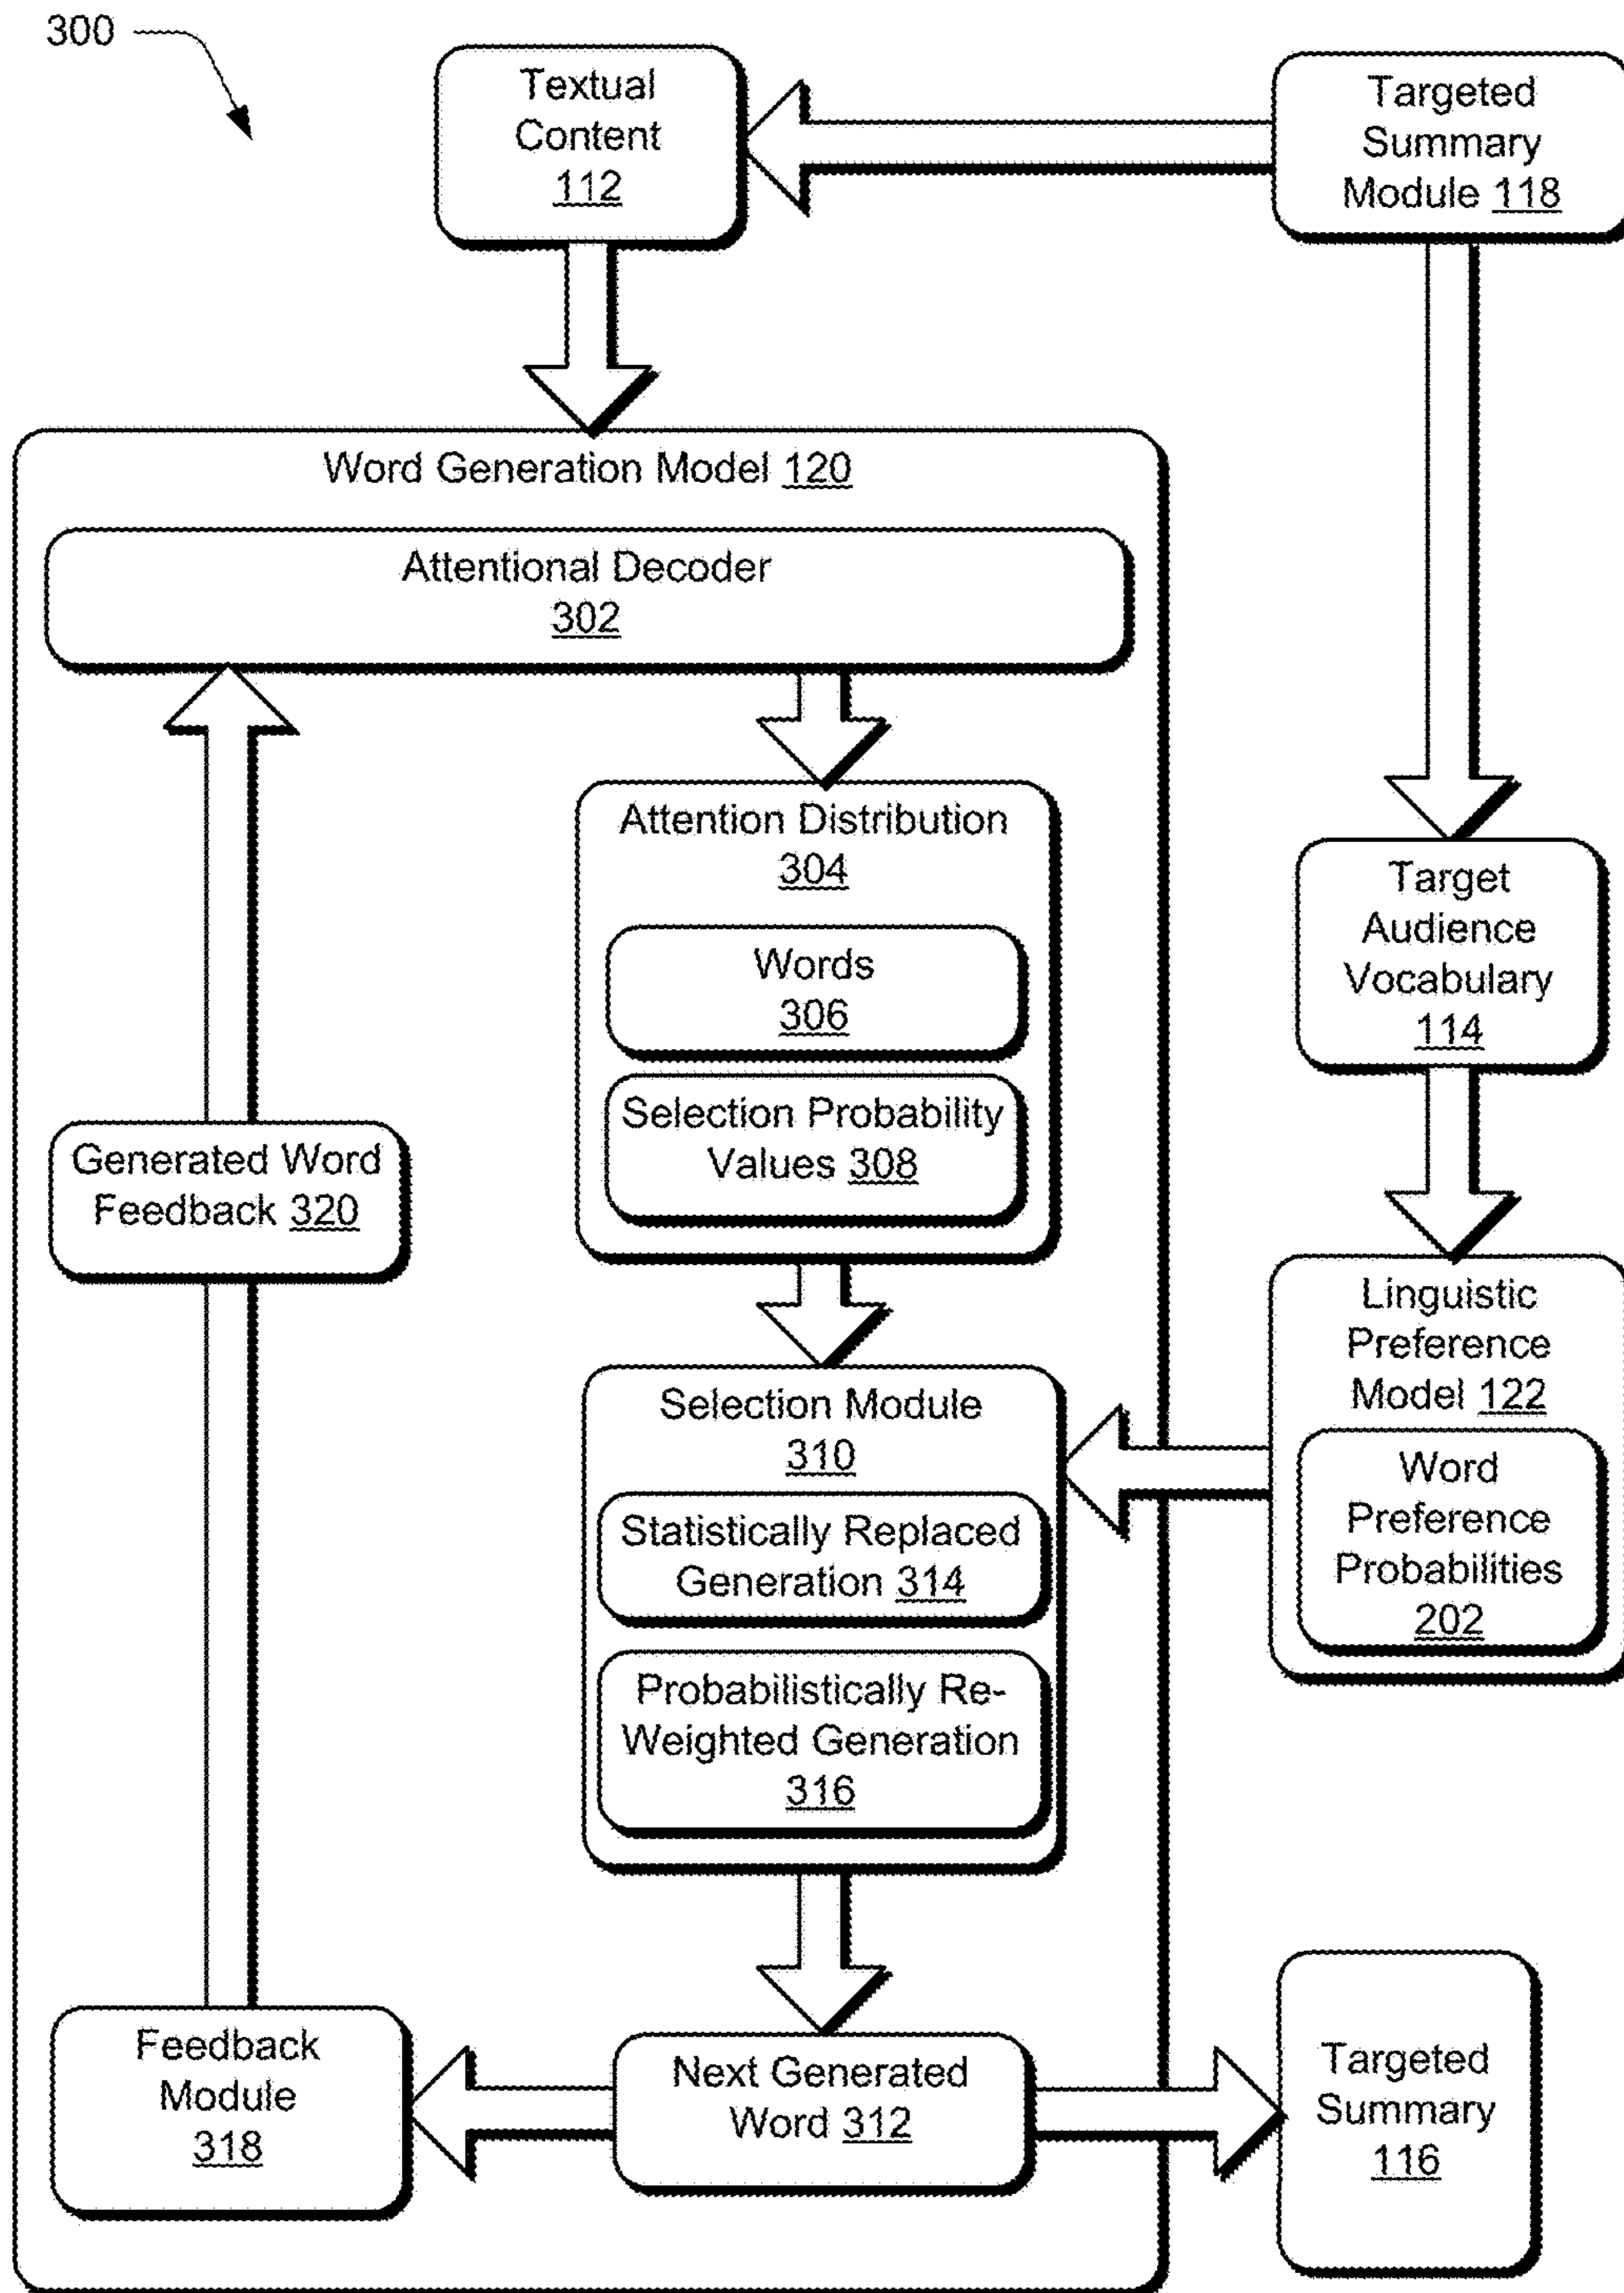 300
Textual
Content
112
Targeted
Summary
Module 118
Word Generation Model 120
Attentional Decoder
302
Attention Distribution
304
Words
306
Selection Probability
Values 308
Target
Audience
Vocabulary
114
Generated Word
Feedback 320
Linguistic
Preference
Model 122
Word
Preference
Probabilities
202
Selection Module
310
Statistically Replaced
Generation 314
Probabilistically Re-
Weighted Generation
316
Feedback
Module
318
Next Generated
Word 312
Targeted
Summary
116